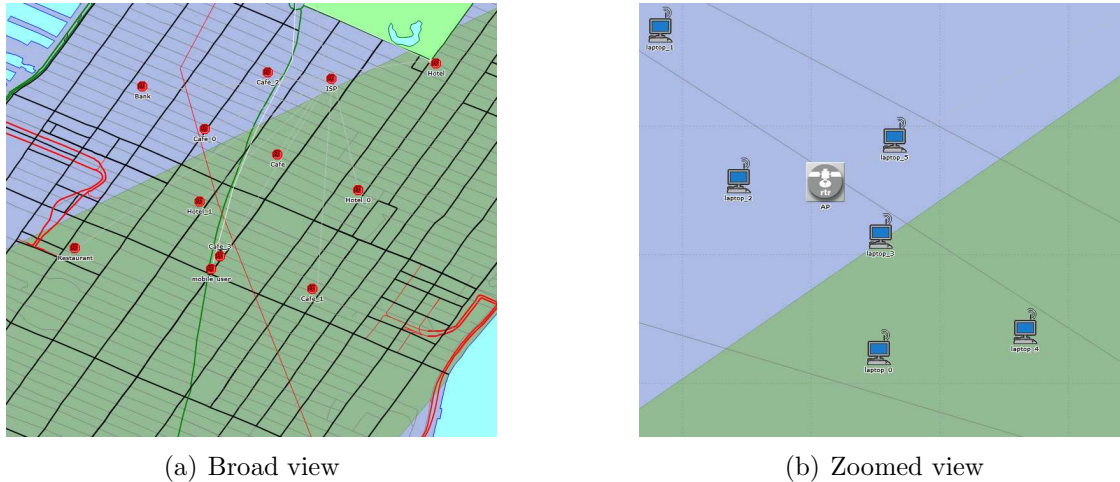 Cafe_2
ISP
Hotel
Bank
Cafe_0
Cafe
Hotel_0
Hotel_1
Restaurant
mobile_user
Cafe_1
laptop_1
laptop_5
laptop_2
rtr
AP
laptop_3
laptop_4
laptop_0
(a) Broad view
(b) Zoomed view